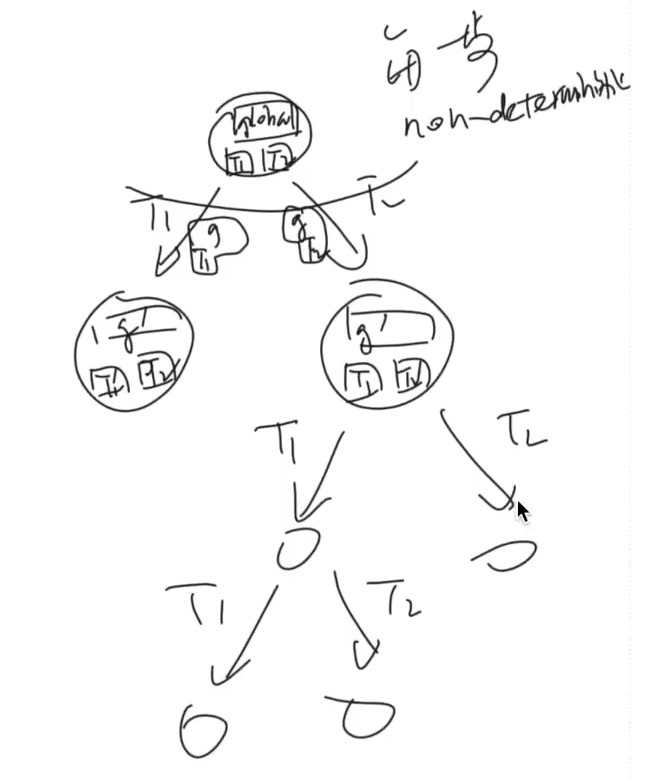 non-deterministic
global
T1 T2
T1 T2
g g
T1 T2
g' g'
T1' T2 T1 T2'
T1 T2
T1 T2